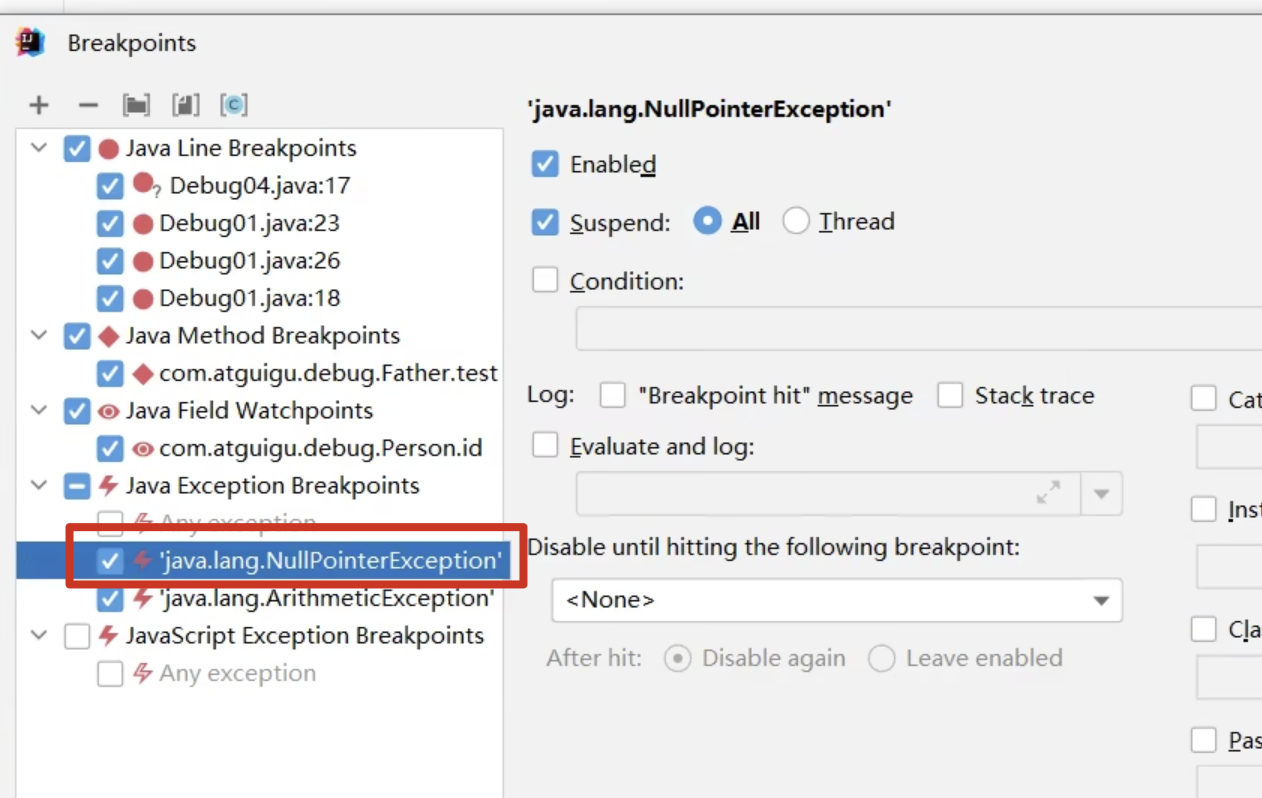 Breakpoints
Java Line Breakpoints
Debug04.java:17
Debug01.java:23
Debug01.java:26
Debug01.java:18
Java Method Breakpoints
com.atguigu.debug.Father.test
Java Field Watchpoints
com.atguigu.debug.Person.id
Java Exception Breakpoints
Any exception
'java.lang.NullPointerException'
'java.lang.ArithmeticException'
JavaScript Exception Breakpoints
Any exception
'java.lang.NullPointerException'
Enabled
Suspend: All Thread
Condition:
Log: "Breakpoint hit" message Stack trace
Evaluate and log:
Disable until hitting the following breakpoint:
<None>
After hit: Disable again Leave enabled
Cat
Inst
Cla
Pas